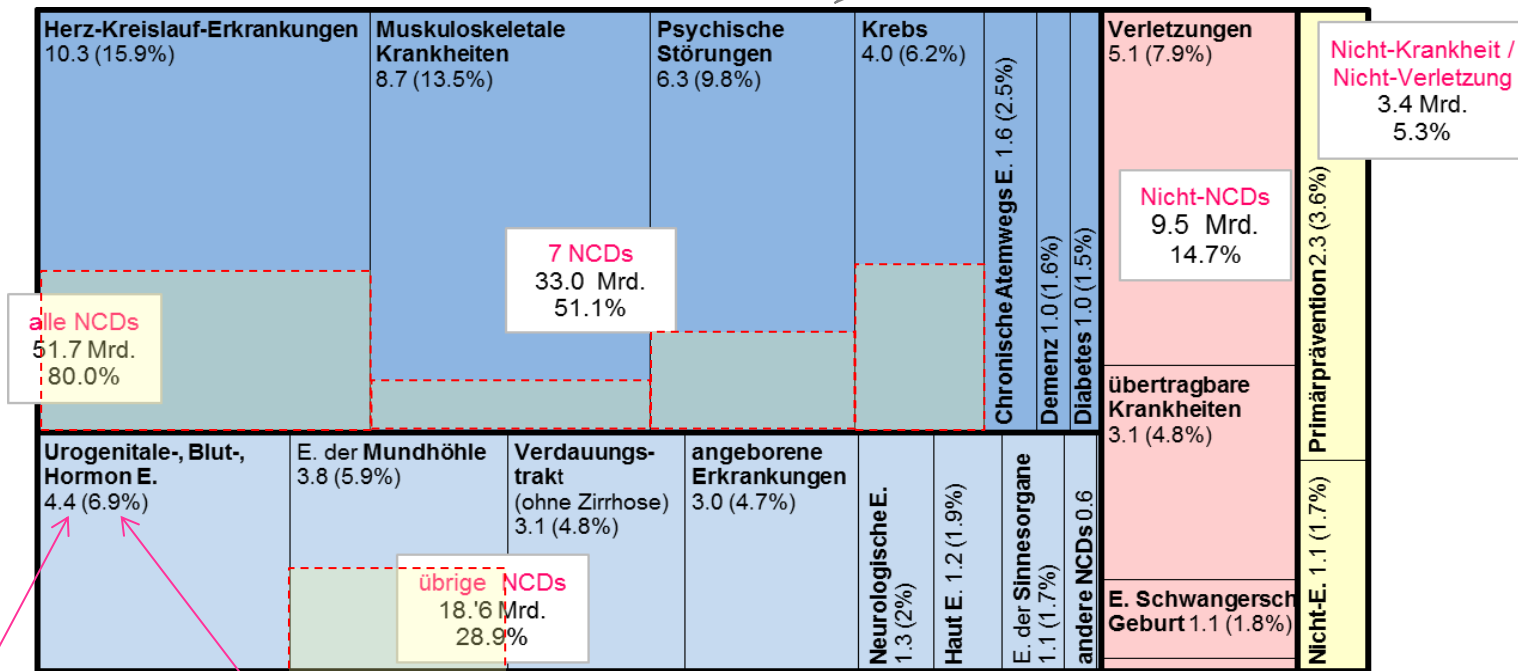 Herz-Kreislauf-Erkrankungen
10.3 (15.9%)
Muskuloskeletale
Krankheiten
8.7 (13.5%)
Psychische
Störungen
6.3 (9.8%)
Krebs
4.0 (6.2%)
Chronische Atemwegs E. 1.6 (2.5%)
Demenz 1.0 (1.6%)
Diabetes 1.0 (1.5%)
Verletzungen
5.1 (7.9%)
Nicht-Krankheit /
Nicht-Verletzung
3.4 Mrd.
5.3%
Primärprävention 2.3 (3.6%)
Nicht-NCDs
9.5 Mrd.
14.7%
7 NCDs
33.0 Mrd.
51.1%
alle NCDs
51.7 Mrd.
80.0%
übertragbare
Krankheiten
3.1 (4.8%)
Urogenitale-, Blut-,
Hormon E.
4.4 (6.9%)
E. der Mundhöhle
3.8 (5.9%)
Verdauungs-
trakt
(ohne Zirrhose)
3.1 (4.8%)
angeborene
Erkrankungen
3.0 (4.7%)
Neurologische E.
1.3 (2%)
Haut E. 1.2 (1.9%)
E. der Sinnesorgane
1.1 (1.7%)
andere NCDs 0.6
übrige NCDs
18.'6 Mrd.
28.9%
E. Schwangersch
Geburt 1.1 (1.8%)
Nicht-E. 1.1 (1.7%)